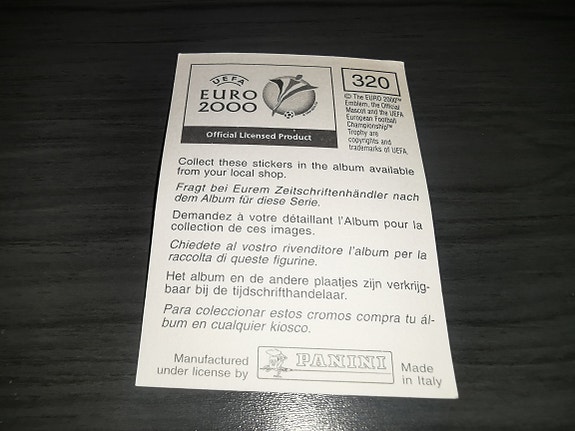 UEFA
EURO
2000
Official Licensed Product
320
© The EURO 2000™
Emblem, the Official
Mascot and the UEFA
European Football
Championship™
Trophy are
copyrights and
trademarks of UEFA.
Collect these stickers in the album available
from your local shop.
Fragt bei Eurem Zeitschriftenhändler nach
dem Album für diese Serie.
Demandez à votre détaillant l'Album pour la
collection de ces images.
Chiedete al vostro rivenditore l'album per la
raccolta di queste figurine.
Het album en de andere plaatjes zijn verkrijg-
baar bij de tijdschrifthandelaar.
Para coleccionar estos cromos compra tu ál-
bum en cualquier kiosco.
Manufactured
under license by
PANINI
Made
in Italy